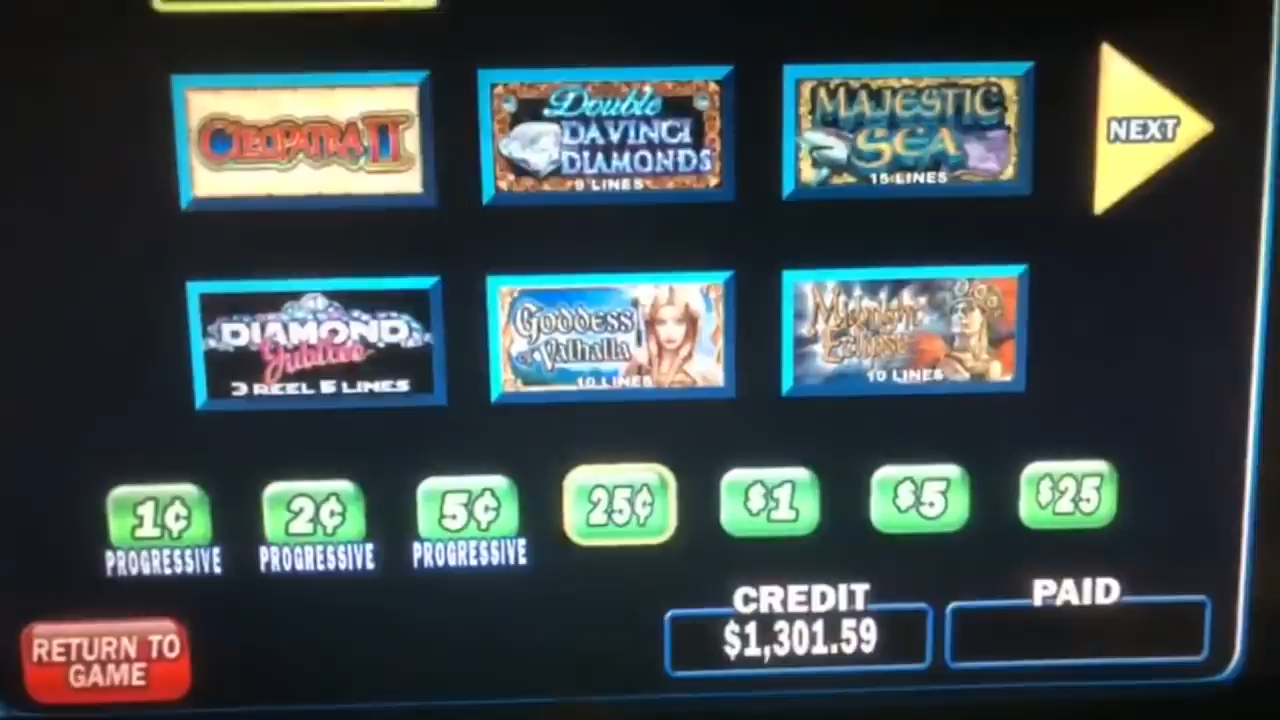 CLEOPATRA II
Double
DAVINCI
DIAMONDS
9 LINES
MAJESTIC
SEA
15 LINES
NEXT
DIAMOND
Jubilee
3 REEL 5 LINES
GODDESS
of Valhalla
10 LINES
Midnight
Eclipse
10 LINES
1¢
PROGRESSIVE
2¢
PROGRESSIVE
5¢
PROGRESSIVE
25¢
$1
$5
$25
CREDIT
$1,301.59
PAID
RETURN TO
GAME